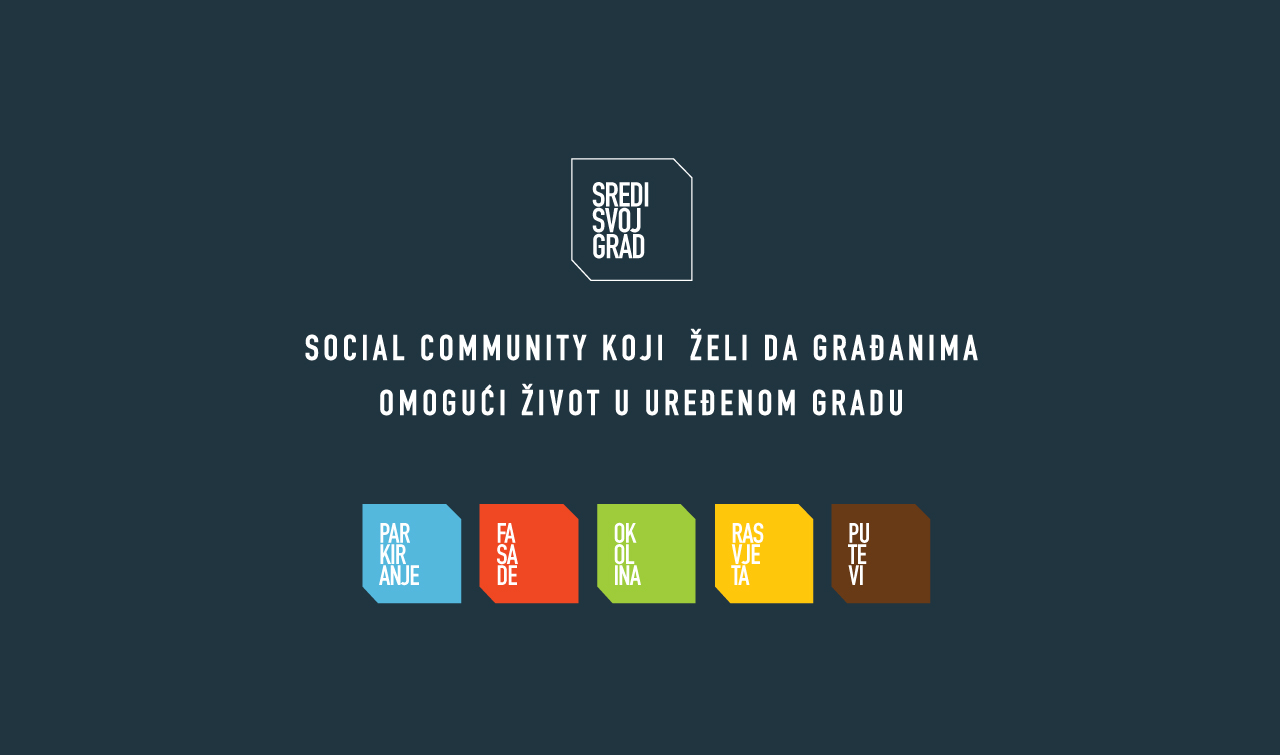 SREDI
SVOJ
GRAD
SOCIAL COMMUNITY KOJI ŽELI DA GRAĐANIMA
OMOGUĆI ŽIVOT U UREĐENOM GRADU
PAR
KIR
ANJE
FA
SA
DE
OK
OL
INA
RAS
VJE
TA
PU
TE
VI